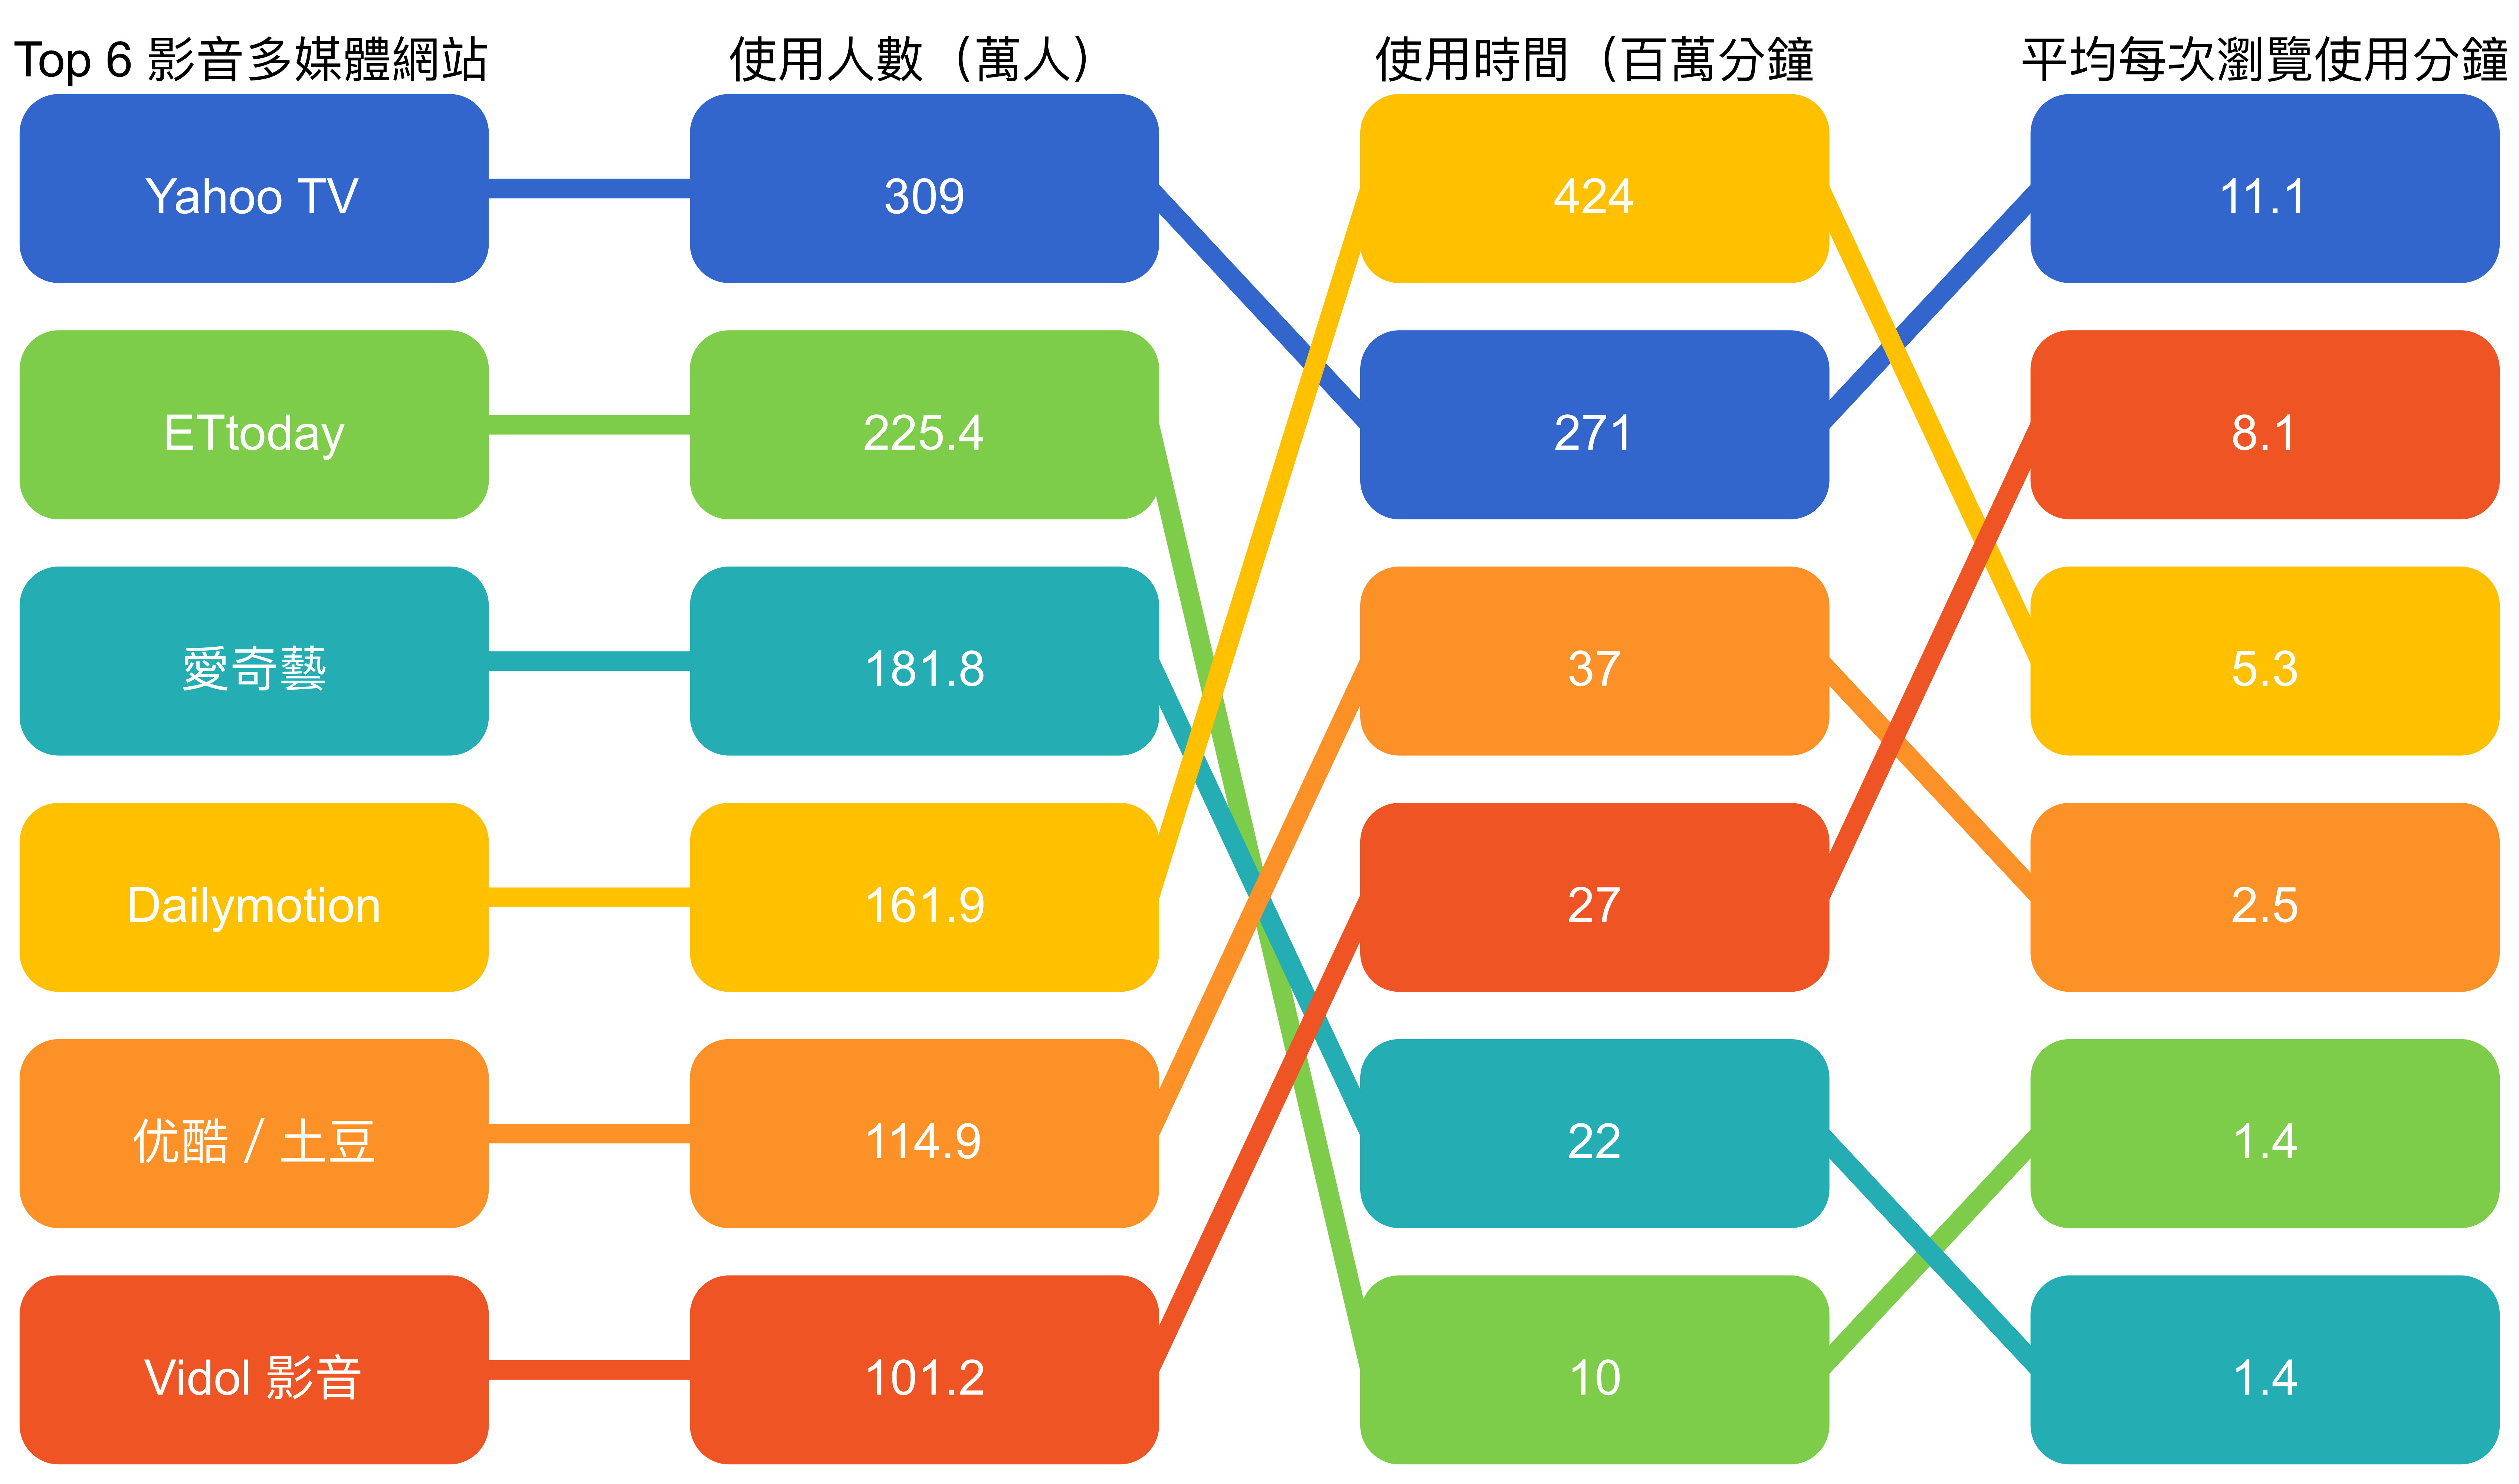 Top 6 影音多媒體網站
使用人數（萬人）
使用時間（百萬分鐘
平均每次瀏覽使用分鐘
Yahoo TV
309
424
11.1
ETtoday
225.4
271
8.1
愛奇藝
181.8
37
5.3
Dailymotion
161.9
27
2.5
优酷 / 土豆
114.9
22
1.4
Vidol 影音
101.2
10
1.4